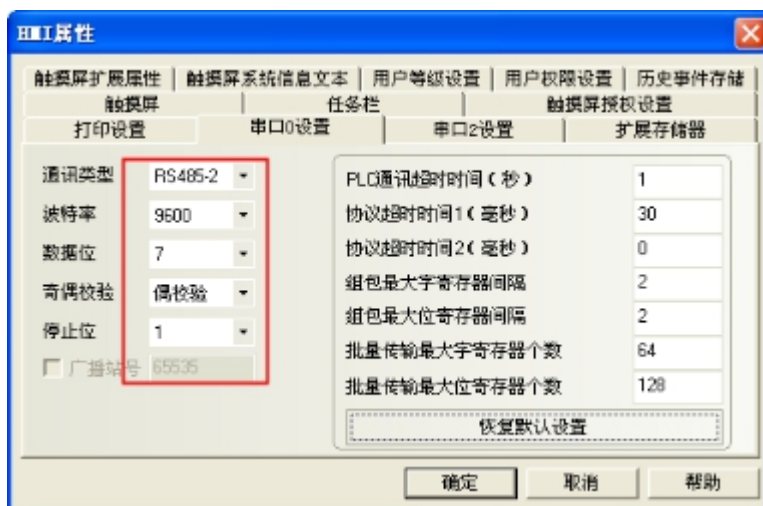 HMI属性
触摸屏扩展属性 触摸屏系统信息文本 用户等级设置 用户权限设置 历史事件存储
触摸屏 任务栏 触摸屏授权设置
打印设置 串口0设置 串口2设置 扩展存储器
通讯类型 RS485-2
波特率 9600
数据位 7
奇偶校验 偶校验
停止位 1
广播站号 65535
PLC通讯超时时间(秒) 1
协议超时时间1(毫秒) 30
协议超时时间2(毫秒) 0
组包最大字寄存器间隔 2
组包最大位寄存器间隔 2
批量传输最大字寄存器个数 64
批量传输最大位寄存器个数 128
恢复默认设置
确定 取消 帮助